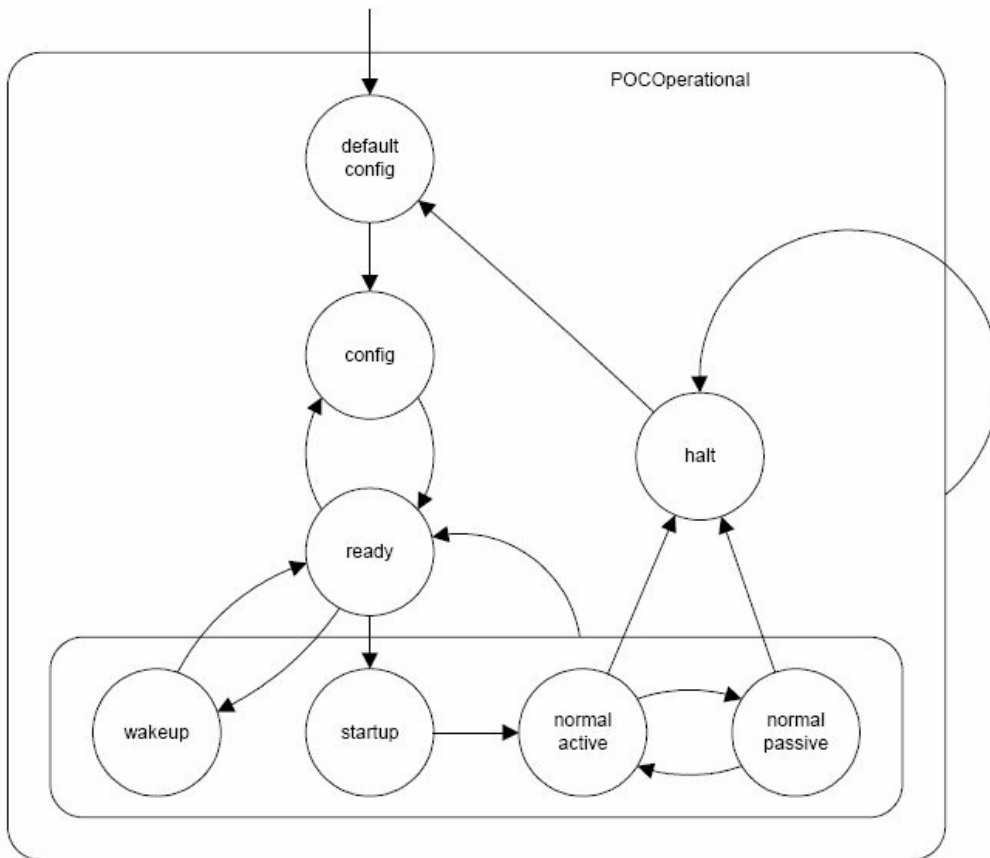 POCOperational
default
config
config
halt
ready
wakeup
startup
normal
active
normal
passive